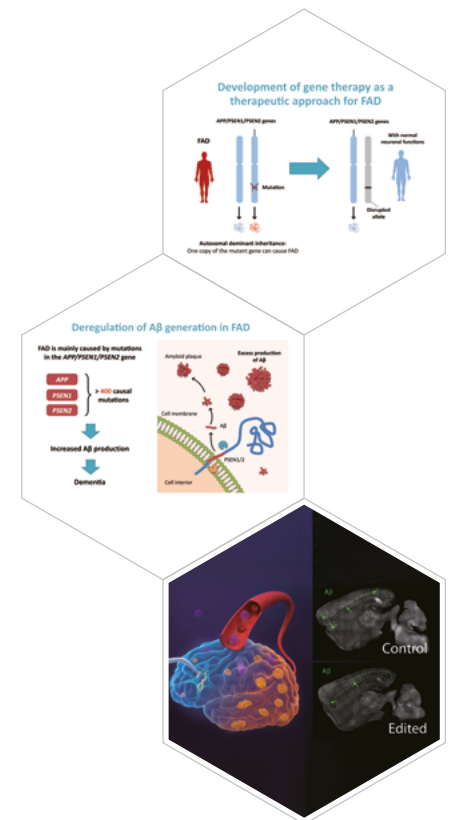 Development of gene therapy as a
therapeutic approach for FAD
APP/PSEN1/PSEN2 genes
APP/PSEN1/PSEN2 genes
FAD
With normal
neuronal functions
Mutation
Disrupted
allele
Autosomal dominant inheritance:
One copy of the mutant gene can cause FAD
Deregulation of Aβ generation in FAD
FAD is mainly caused by mutations
in the APP/PSEN1/PSEN2 gene
APP
PSEN1
PSEN2
> 400 causal
mutations
Increased Aβ production
Dementia
Amyloid plaque
Excess production
of Aβ
Cell membrane
Aβ
PSEN1/2
Cell interior
Aβ
Control
Aβ
Edited